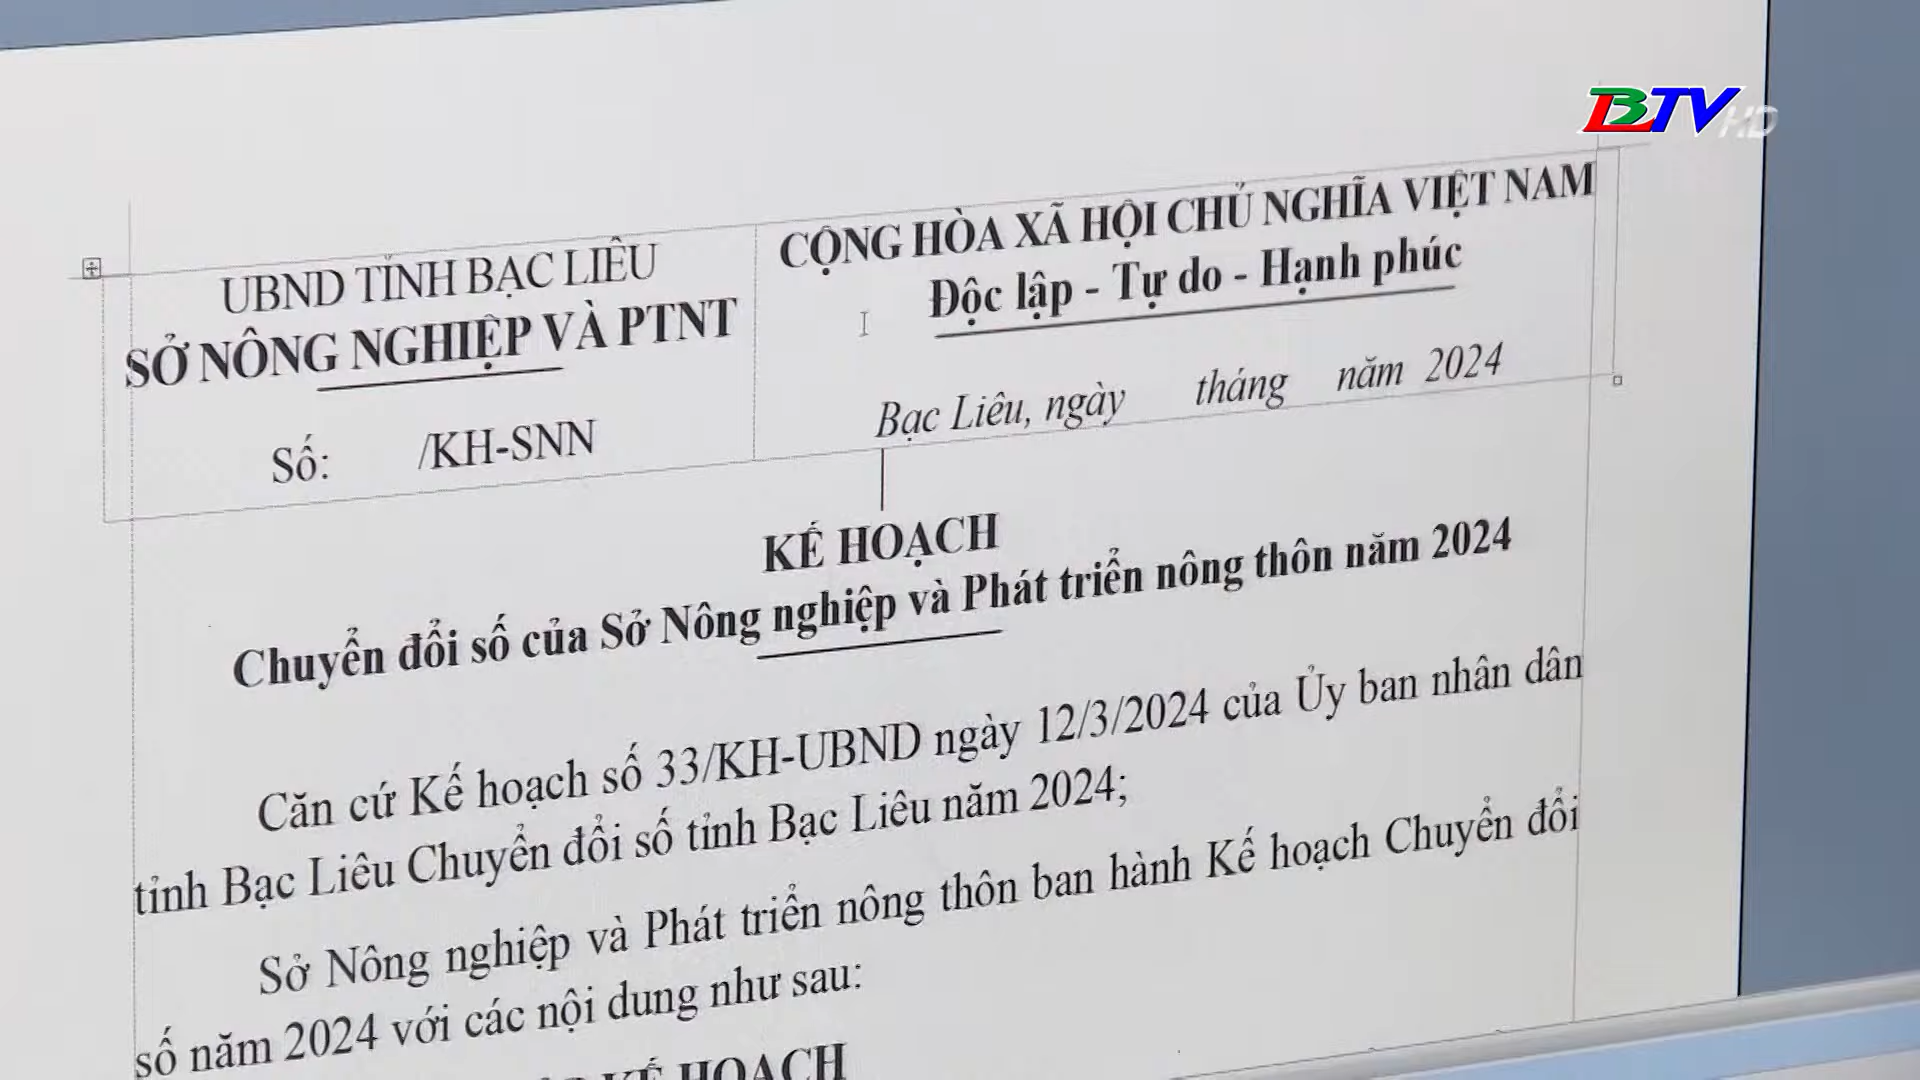 BTV HD
UBND TỈNH BẠC LIÊU
SỞ NÔNG NGHIỆP VÀ PTNT
Số: /KH-SNN
CỘNG HÒA XÃ HỘI CHỦ NGHĨA VIỆT NAM
Độc lập - Tự do - Hạnh phúc
Bạc Liêu, ngày tháng năm 2024
KẾ HOẠCH
Chuyển đổi số của Sở Nông nghiệp và Phát triển nông thôn năm 2024
Căn cứ Kế hoạch số 33/KH-UBND ngày 12/3/2024 của Ủy ban nhân dân
tỉnh Bạc Liêu Chuyển đổi số tỉnh Bạc Liêu năm 2024;
Sở Nông nghiệp và Phát triển nông thôn ban hành Kế hoạch Chuyển đổi
số năm 2024 với các nội dung như sau:
KẾ HOẠCH